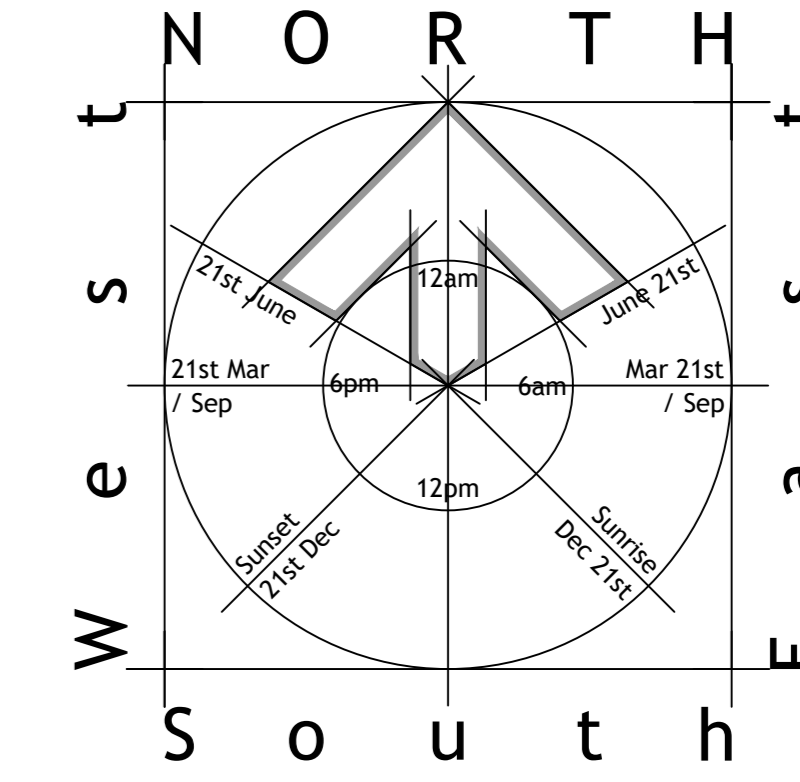 N O R T H
W e s t
E a s t
21st June
June 21st
12am
21st Mar
/ Sep
6pm
6am
Mar 21st
/ Sep
12pm
Sunset
21st Dec
Sunrise
Dec 21st
S o u t h